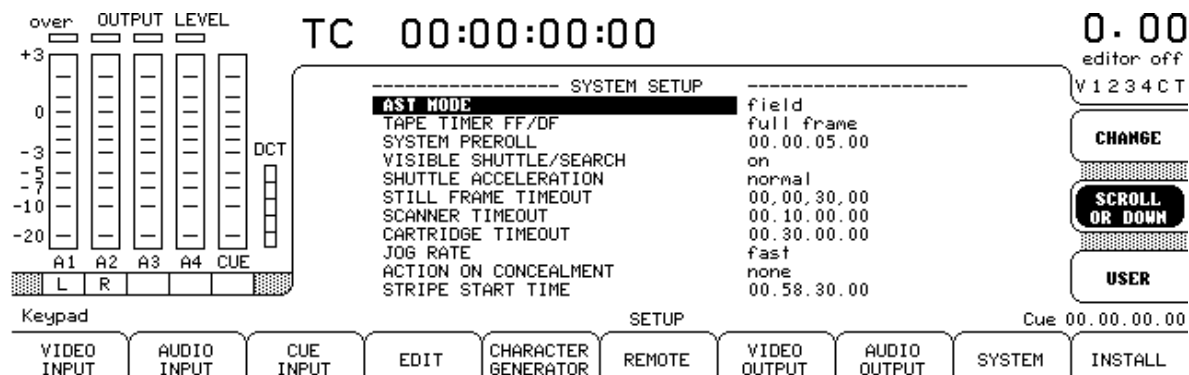 over OUTPUT LEVEL
TC 00:00:00:00
0.00
editor off
V 1 2 3 4 C T
+3
0
-3
-5
-7
-10
-20
DCT
A1 A2 A3 A4 CUE
L R
------------------ SYSTEM SETUP ---------------------
AST MODE field
TAPE TIMER FF/DF full frame
SYSTEM PREROLL 00.00.05.00
VISIBLE SHUTTLE/SEARCH on
SHUTTLE ACCELERATION normal
STILL FRAME TIMEOUT 00,00,30,00
SCANNER TIMEOUT 00.10.00.00
CARTRIDGE TIMEOUT 00.30.00.00
JOG RATE fast
ACTION ON CONCEALMENT none
STRIPE START TIME 00.58.30.00
CHANGE
SCROLL
OR DOWN
USER
Keypad SETUP Cue 00.00.00.00
VIDEO
INPUT
AUDIO
INPUT
CUE
INPUT
EDIT
CHARACTER
GENERATOR
REMOTE
VIDEO
OUTPUT
AUDIO
OUTPUT
SYSTEM
INSTALL